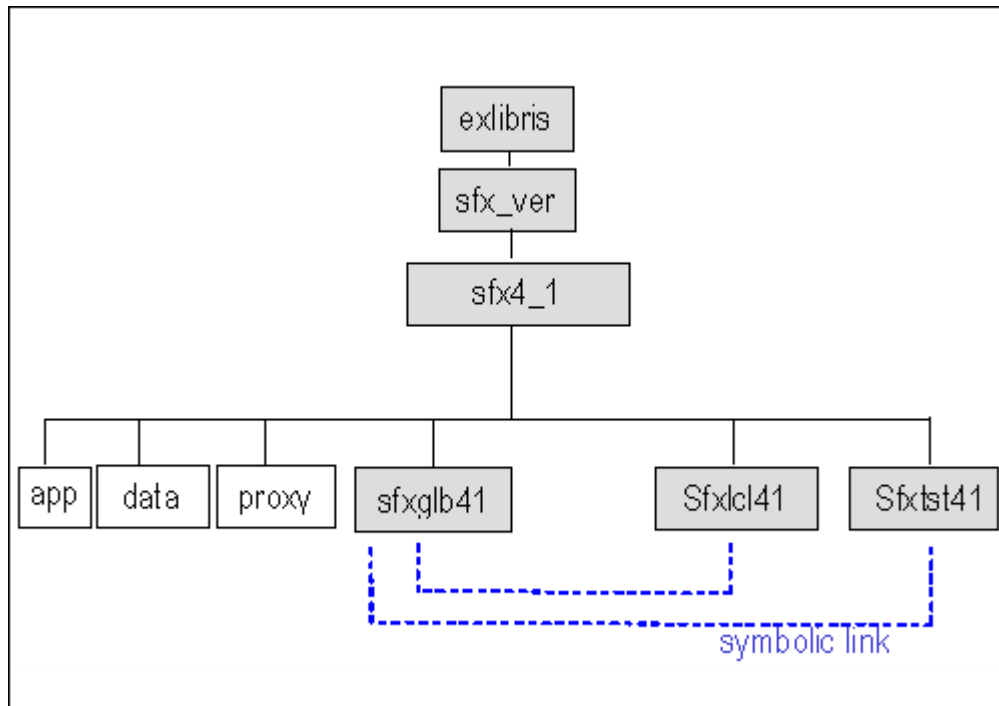 exlibris
sfx_ver
sfx4_1
app
data
proxy
sfxglb41
Sfxlcl41
Sfxtst41
symbolic link